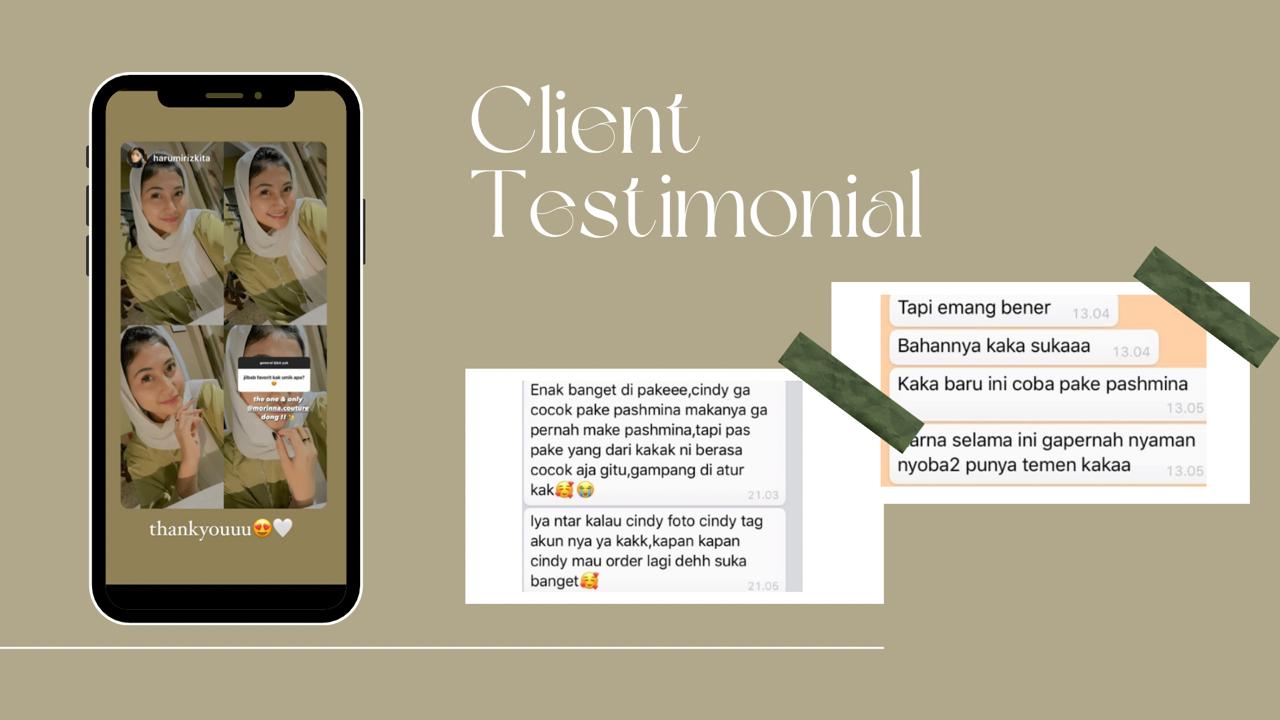 Client
Testimonial
harumirizkita
jilbab favorit kak umik apa?
the one & only
@morinna.couture
dong !!
thankyouuu😍🤍
Enak banget di pakeee,cindy ga
cocok pake pashmina makanya ga
pernah make pashmina,tapi pas
pake yang dari kakak ni berasa
cocok aja gitu,gampang di atur
kak🥰😭
21.03
Iya ntar kalau cindy foto cindy tag
akun nya ya kakk,kapan kapan
cindy mau order lagi dehh suka
banget🥰
21.05
Tapi emang bener
13.04
Bahannya kaka sukaaa
13.04
Kaka baru ini coba pake pashmina
13.05
arna selama ini gapernah nyaman
nyoba2 punya temen kakaa
13.05